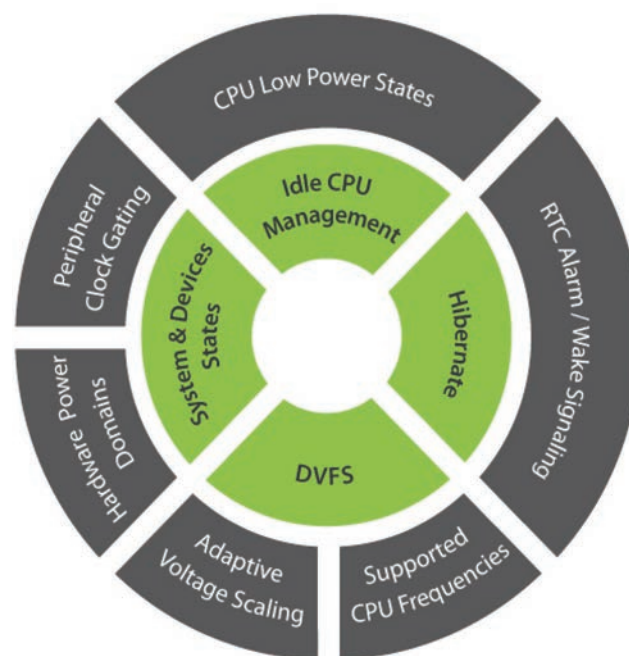 CPU Low Power States
Idle CPU
Management
Peripheral
Clock Gating
System & Devices
States
RTC Alarm / Wake Signaling
Hibernate
Hardware Power
Domains
DVFS
Adaptive
Voltage Scaling
Supported
CPU Frequencies